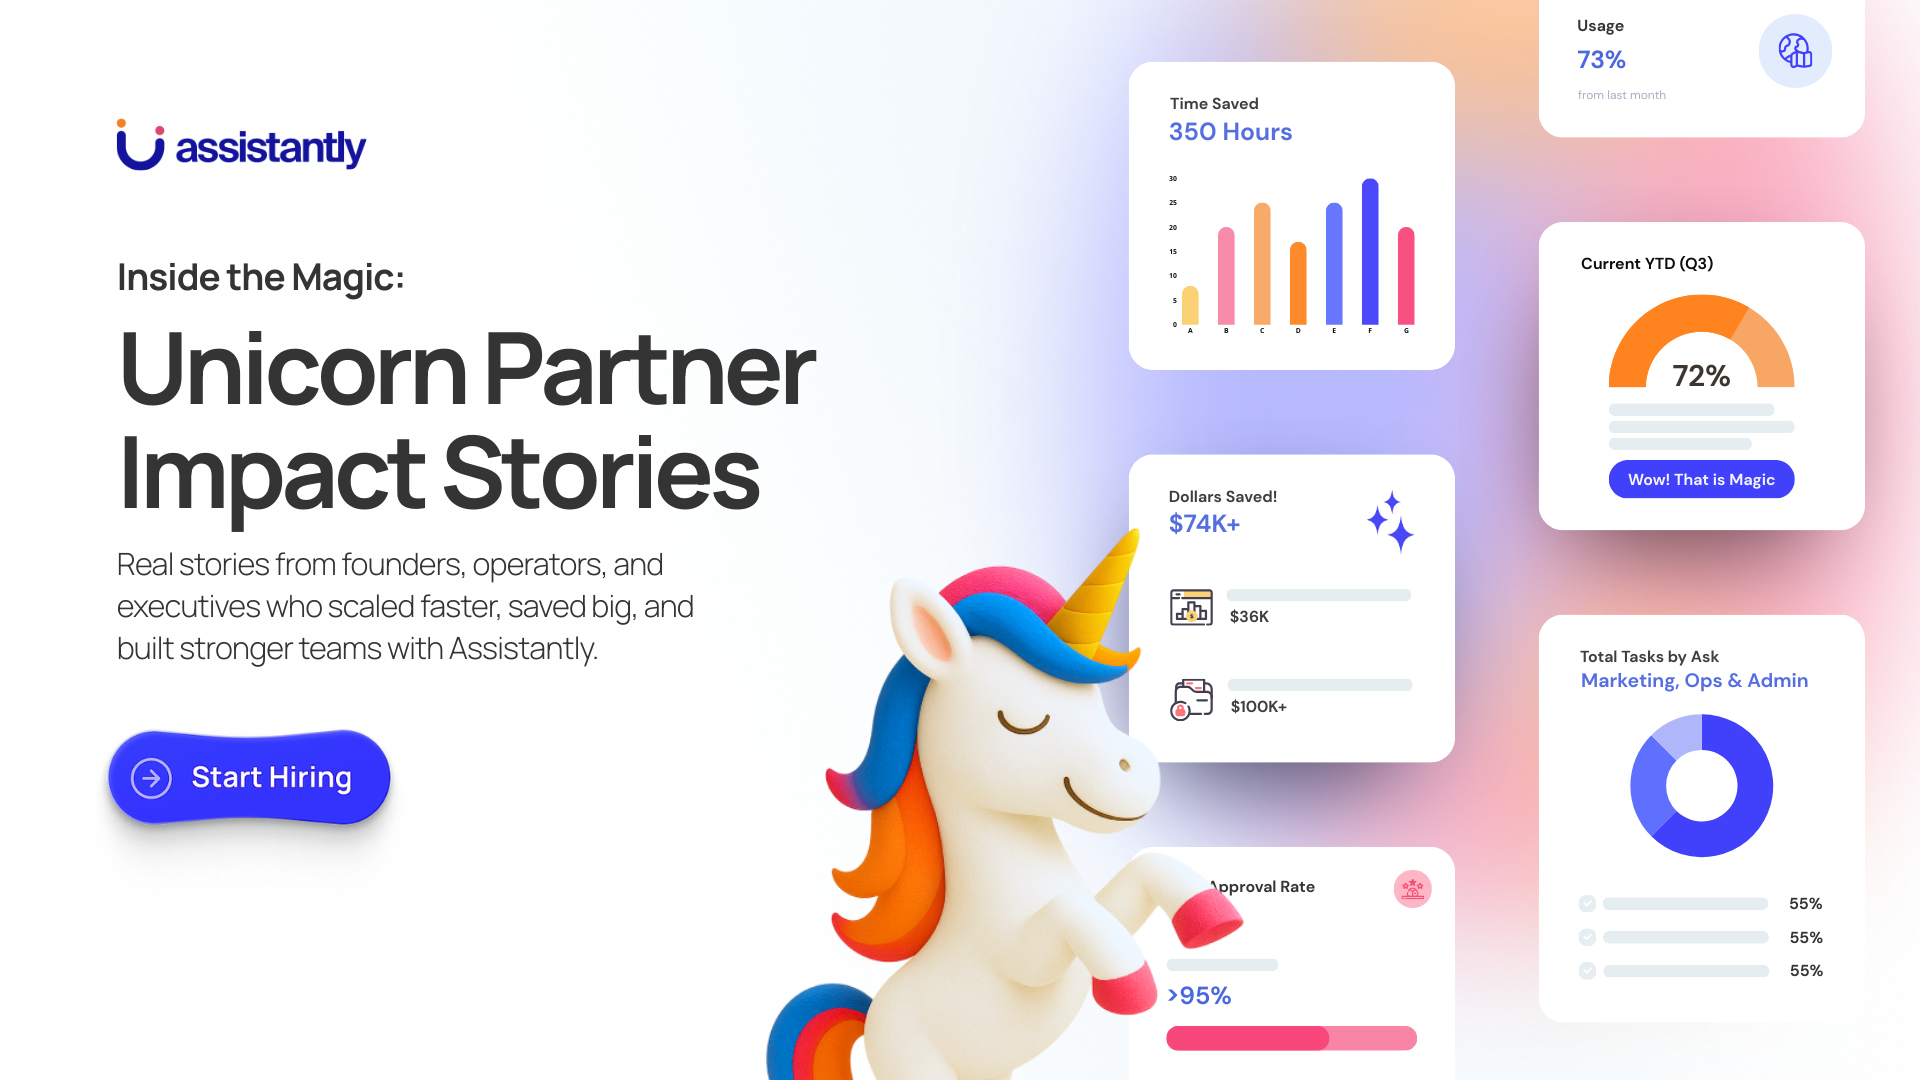 assistantly
Inside the Magic:
Unicorn Partner
Impact Stories
Real stories from founders, operators, and
executives who scaled faster, saved big, and
built stronger teams with Assistantly.
Start Hiring
Time Saved
350 Hours
30
25
20
15
10
5
0
A B C D E F G
Dollars Saved!
$74K+
$36K
$100K+
Approval Rate
>95%
Usage
73%
from last month
Current YTD (Q3)
72%
Wow! That is Magic
Total Tasks by Ask
Marketing, Ops & Admin
55%
55%
55%